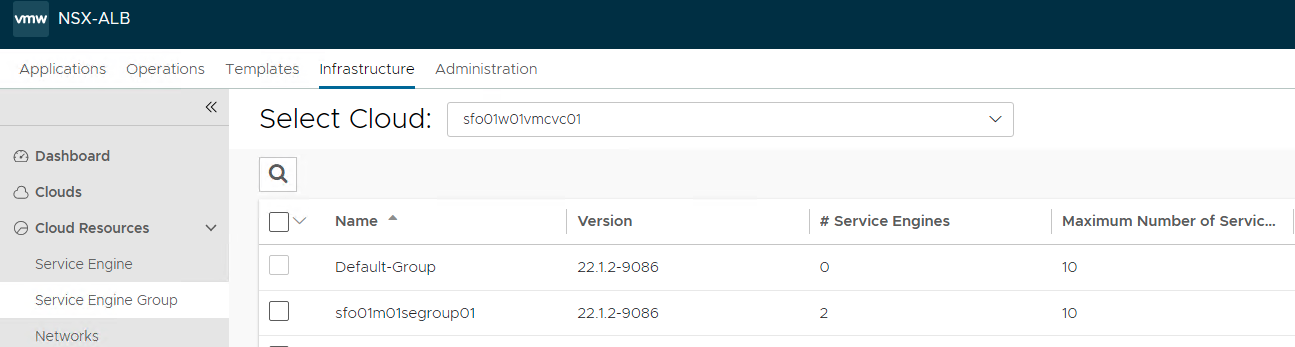 vmw NSX-ALB
Applications Operations Templates Infrastructure Administration
Select Cloud: sfo01w01vmcvc01
Dashboard
Clouds
Cloud Resources
Service Engine
Service Engine Group
Networks
Name Version # Service Engines Maximum Number of Servic...
Default-Group 22.1.2-9086 0 10
sfo01m01segroup01 22.1.2-9086 2 10